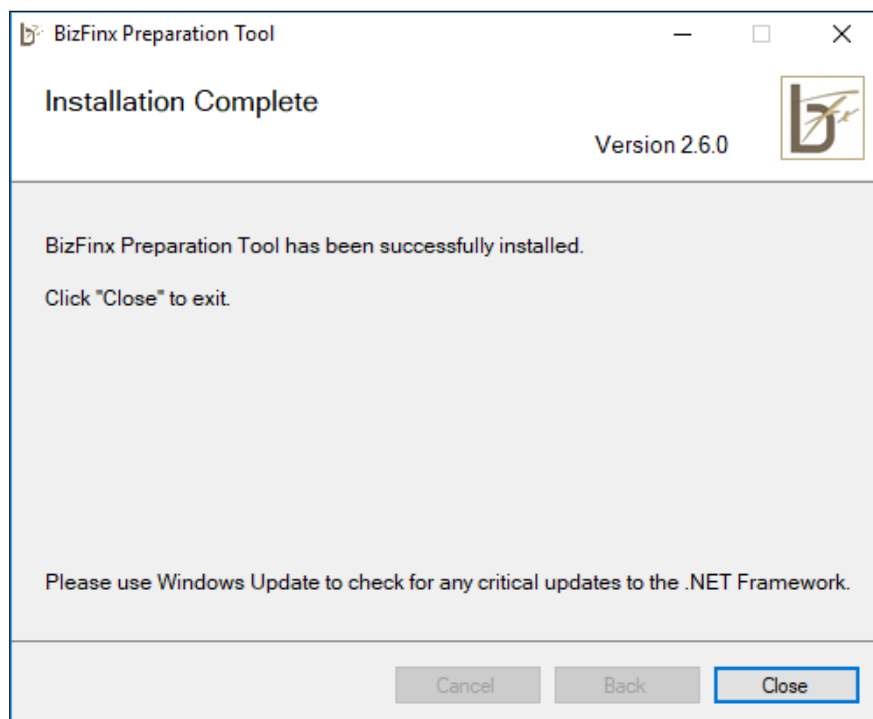 BizFinx Preparation Tool
Installation Complete
Version 2.6.0
BizFinx Preparation Tool has been successfully installed.
Click "Close" to exit.
Please use Windows Update to check for any critical updates to the .NET Framework.
Cancel
Back
Close